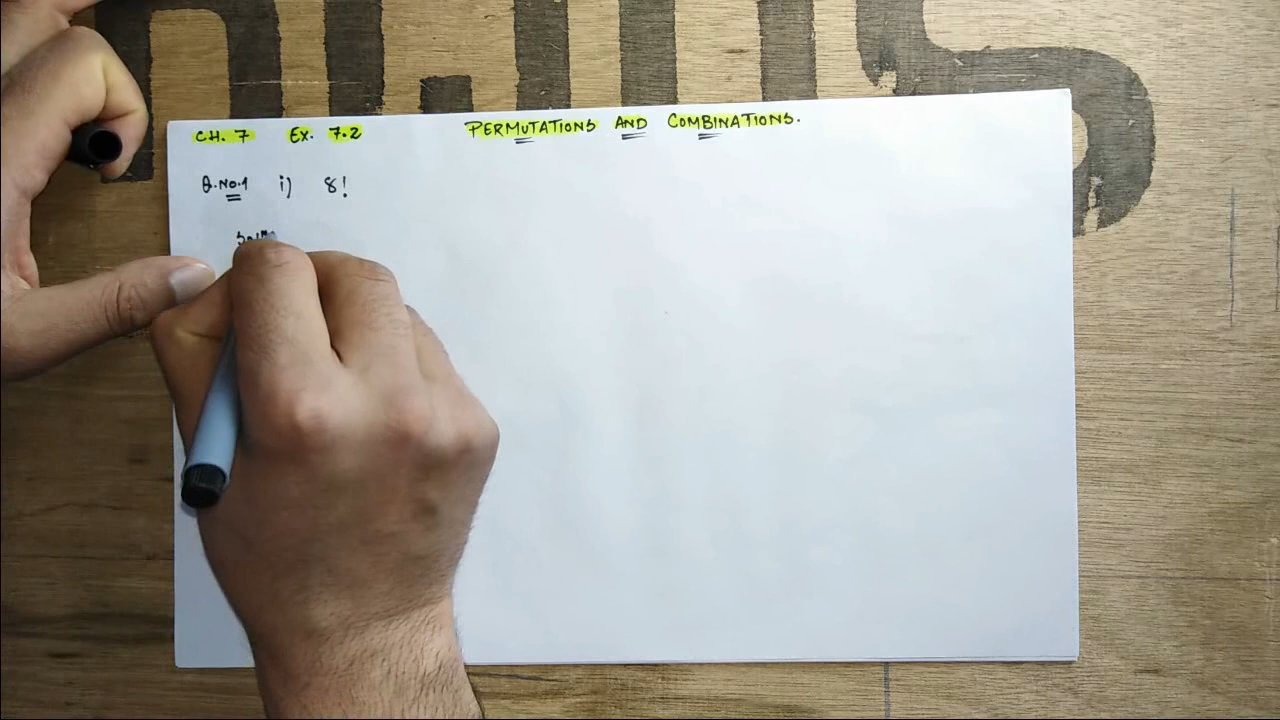 CH. 7 Ex. 7.2 PERMUTATIONS AND COMBINATIONS.
Q.NO.1 i) 8!